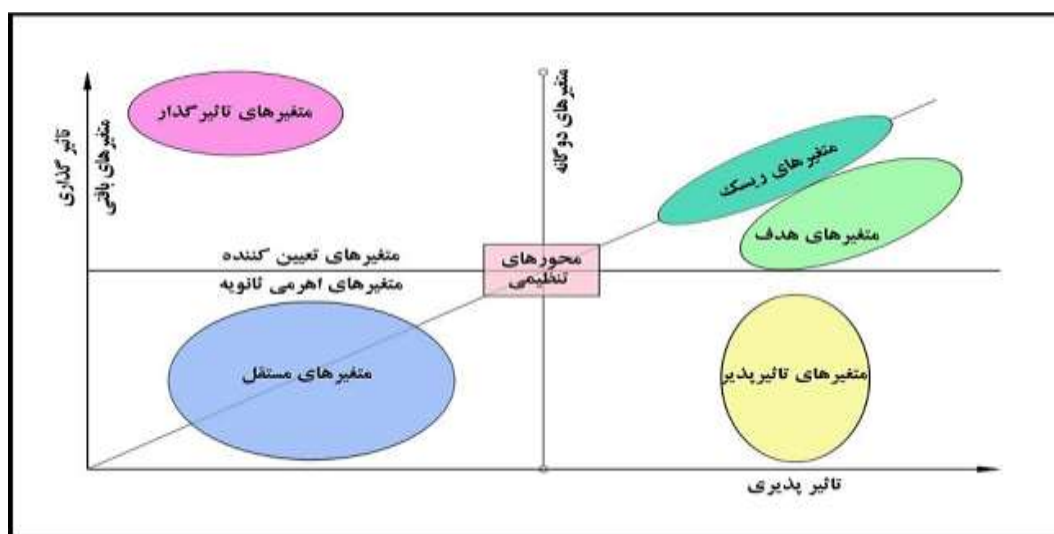 متغیرهای تاثیرگذار
متغیرهای دوگانه
متغیرهای ریسک
متغیرهای هدف
تاثیر گذاری
متغیرهای بافتی
متغیرهای تعیین کننده
متغیرهای اهرمی ثانویه
محورهای
تنظیمی
متغیرهای مستقل
متغیرهای تاثیرپذیر
تاثیر پذیری